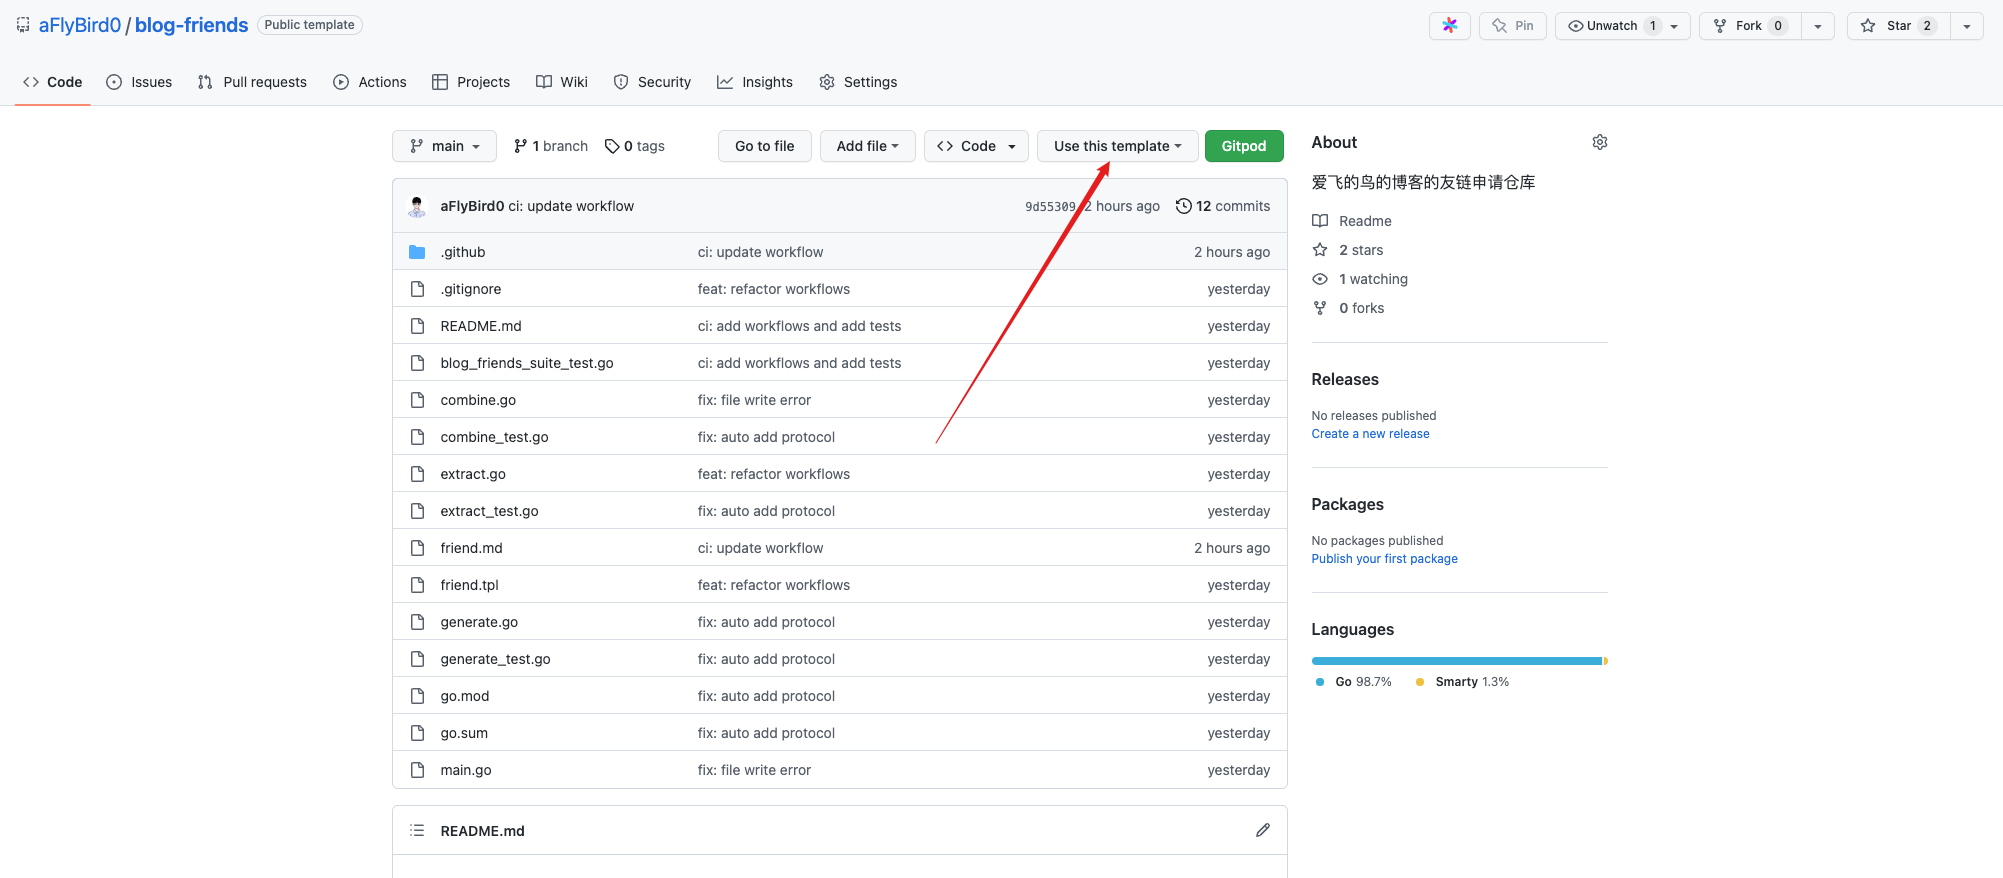 aFlyBird0 / blog-friends Public template
Pin Unwatch 1 Fork 0 Star 2
Code Issues Pull requests Actions Projects Wiki Security Insights Settings
main 1 branch 0 tags Go to file Add file Code Use this template Gitpod
aFlyBird0 ci: update workflow 9d55309 2 hours ago 12 commits
.github ci: update workflow 2 hours ago
.gitignore feat: refactor workflows yesterday
README.md ci: add workflows and add tests yesterday
blog_friends_suite_test.go ci: add workflows and add tests yesterday
combine.go fix: file write error yesterday
combine_test.go fix: auto add protocol yesterday
extract.go feat: refactor workflows yesterday
extract_test.go fix: auto add protocol yesterday
friend.md ci: update workflow 2 hours ago
friend.tpl feat: refactor workflows yesterday
generate.go fix: auto add protocol yesterday
generate_test.go fix: auto add protocol yesterday
go.mod fix: auto add protocol yesterday
go.sum fix: auto add protocol yesterday
main.go fix: file write error yesterday
README.md
About
爱飞的鸟的博客的友链申请仓库
Readme
2 stars
1 watching
0 forks
Releases
No releases published
Create a new release
Packages
No packages published
Publish your first package
Languages
Go 98.7% Smarty 1.3%